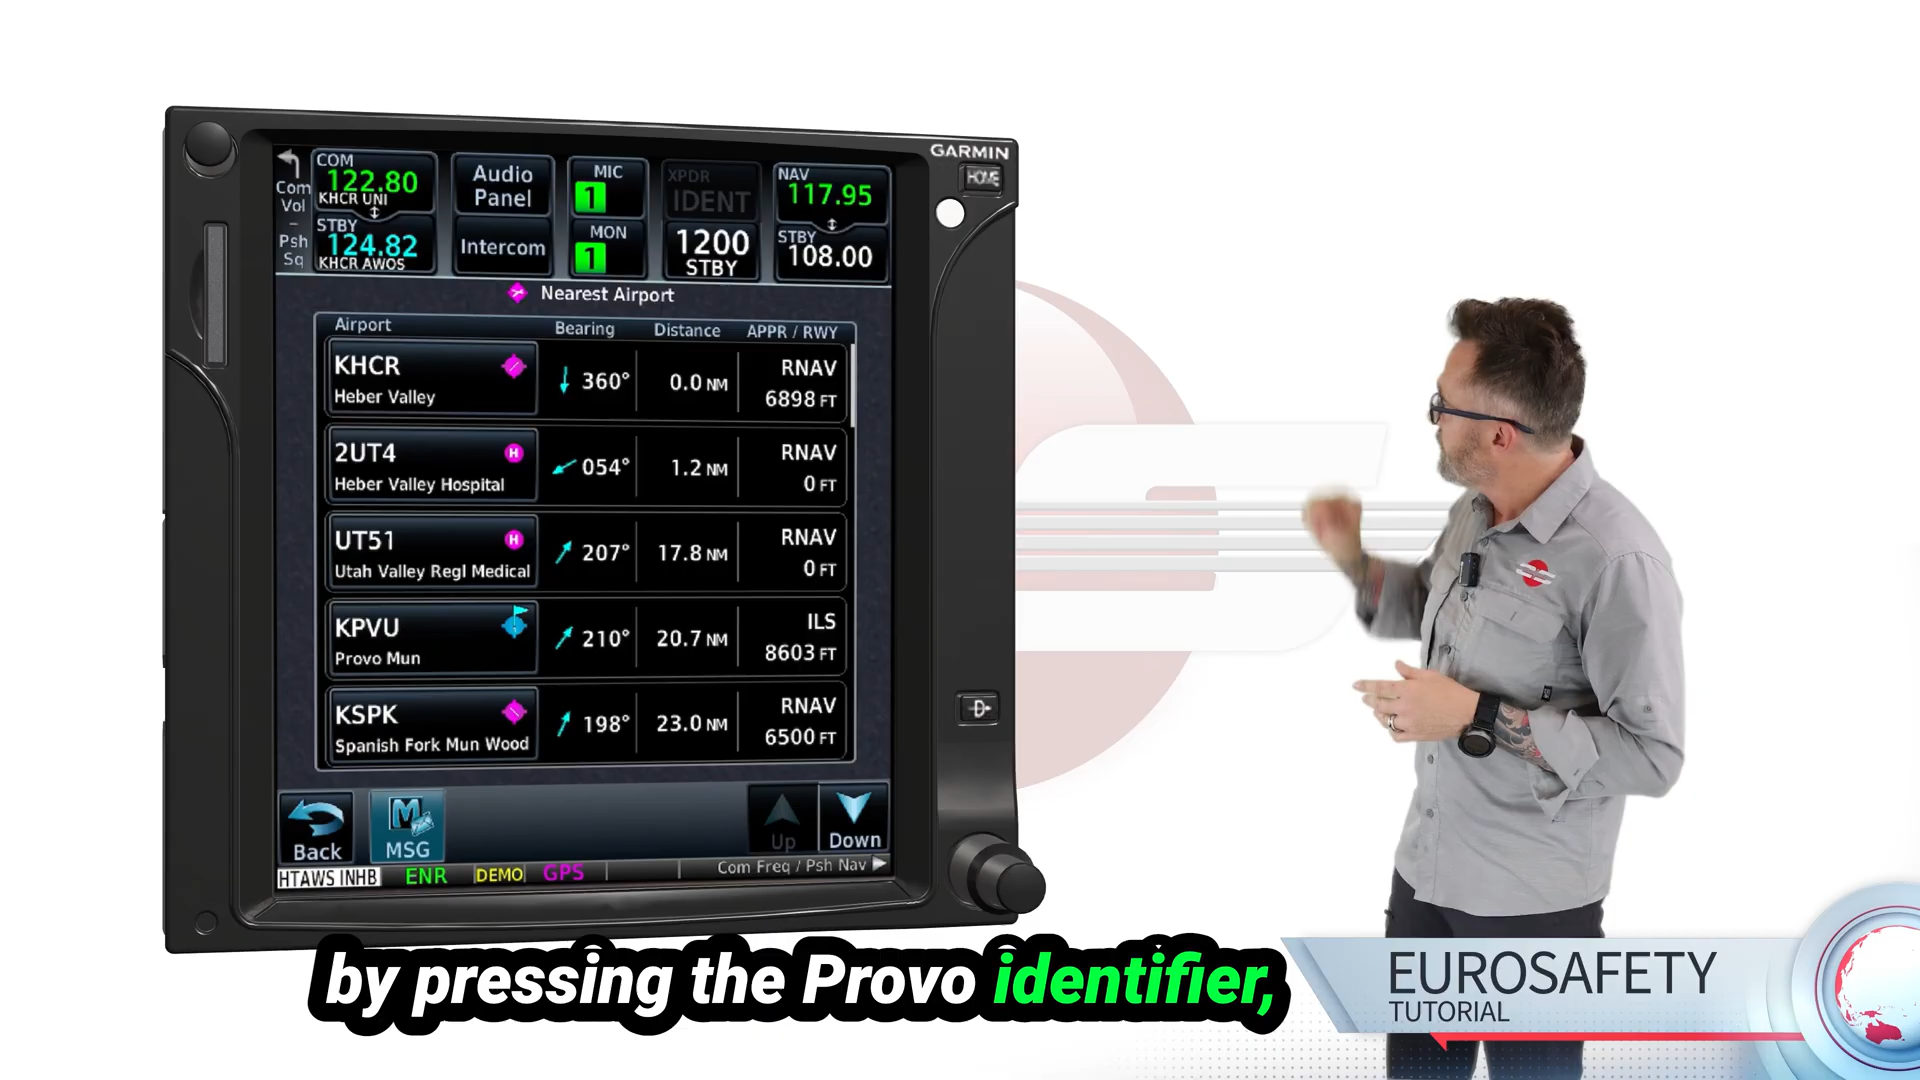 GARMIN
HOME
COM
122.80
KHCR UNI
STBY
124.82
KHCR AWOS
Com
Vol
-
Psh
Sq
Audio
Panel
Intercom
MIC
1
MON
1
XPDR
IDENT
1200
STBY
NAV
117.95
STBY
108.00
Nearest Airport
Airport Bearing Distance APPR / RWY
KHCR
Heber Valley
360° 0.0 NM
RNAV
6898 FT
2UT4 H
Heber Valley Hospital
054° 1.2 NM
RNAV
0 FT
UT51 H
Utah Valley Regl Medical
207° 17.8 NM
RNAV
0 FT
KPVU
Provo Mun
210° 20.7 NM
ILS
8603 FT
KSPK
Spanish Fork Mun Wood
198° 23.0 NM
RNAV
6500 FT
D
Back
M
MSG
Up
Down
HTAWS INHB ENR DEMO GPS
Com Freq / Psh Nav
by pressing the Provo identifier,
EUROSAFETY
TUTORIAL